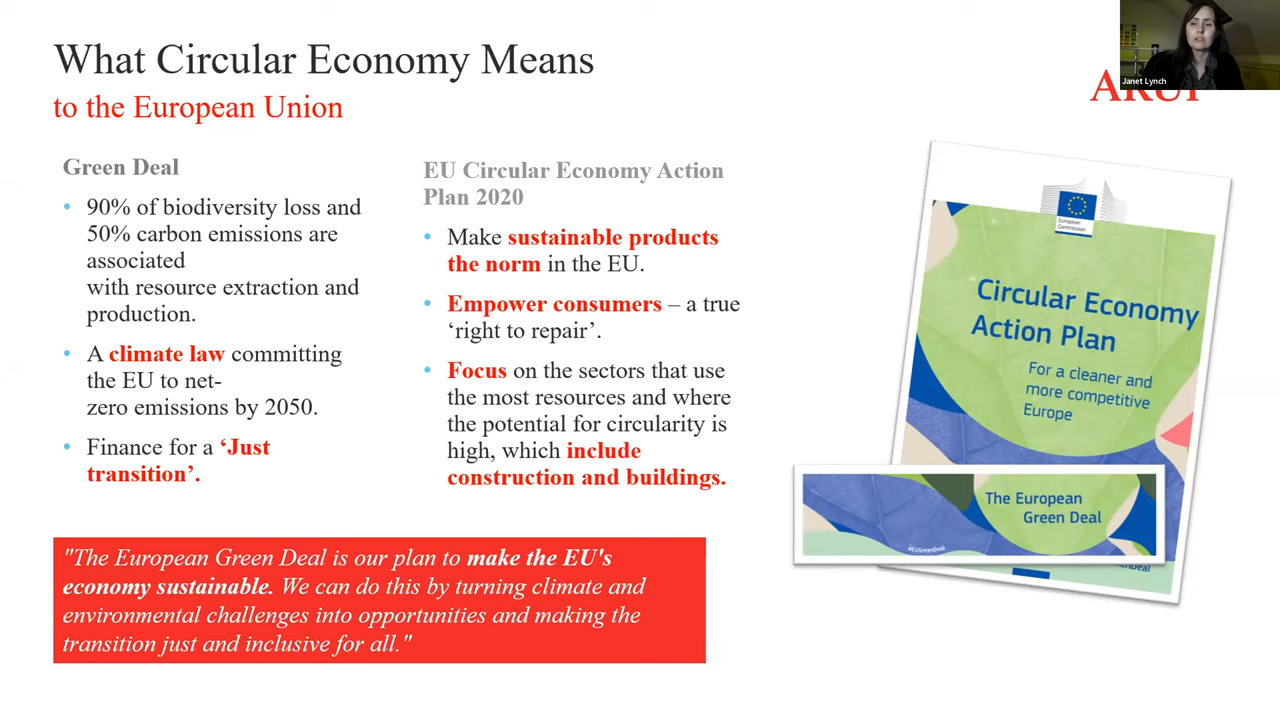 What Circular Economy Means
to the European Union
Janet Lynch
ARUP
Green Deal
• 90% of biodiversity loss and
50% carbon emissions are
associated
with resource extraction and
production.
• A climate law committing
the EU to net-
zero emissions by 2050.
• Finance for a ‘Just
transition’.
EU Circular Economy Action
Plan 2020
• Make sustainable products
the norm in the EU.
• Empower consumers – a true
‘right to repair’.
• Focus on the sectors that use
the most resources and where
the potential for circularity is
high, which include
construction and buildings.
"The European Green Deal is our plan to make the EU's
economy sustainable. We can do this by turning climate and
environmental challenges into opportunities and making the
transition just and inclusive for all."
European
Commission
Circular Economy
Action Plan
For a cleaner and
more competitive
Europe
The European
Green Deal
#EUGreenDeal